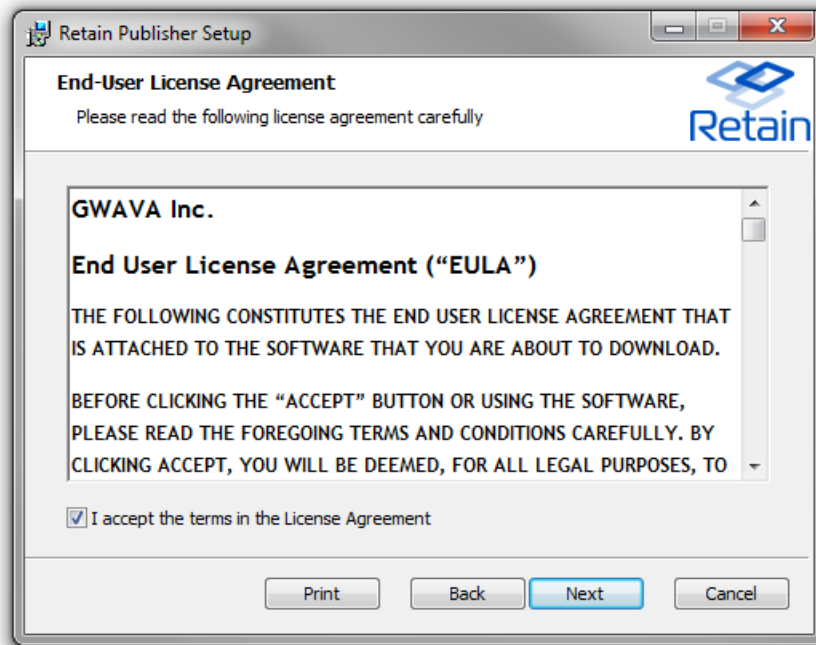 Retain Publisher Setup
End-User License Agreement
Please read the following license agreement carefully
Retain
GWAVA Inc.
End User License Agreement (“EULA”)
THE FOLLOWING CONSTITUTES THE END USER LICENSE AGREEMENT THAT
IS ATTACHED TO THE SOFTWARE THAT YOU ARE ABOUT TO DOWNLOAD.
BEFORE CLICKING THE “ACCEPT” BUTTON OR USING THE SOFTWARE,
PLEASE READ THE FOREGOING TERMS AND CONDITIONS CAREFULLY. BY
CLICKING ACCEPT, YOU WILL BE DEEMED, FOR ALL LEGAL PURPOSES, TO
I accept the terms in the License Agreement
Print Back Next Cancel